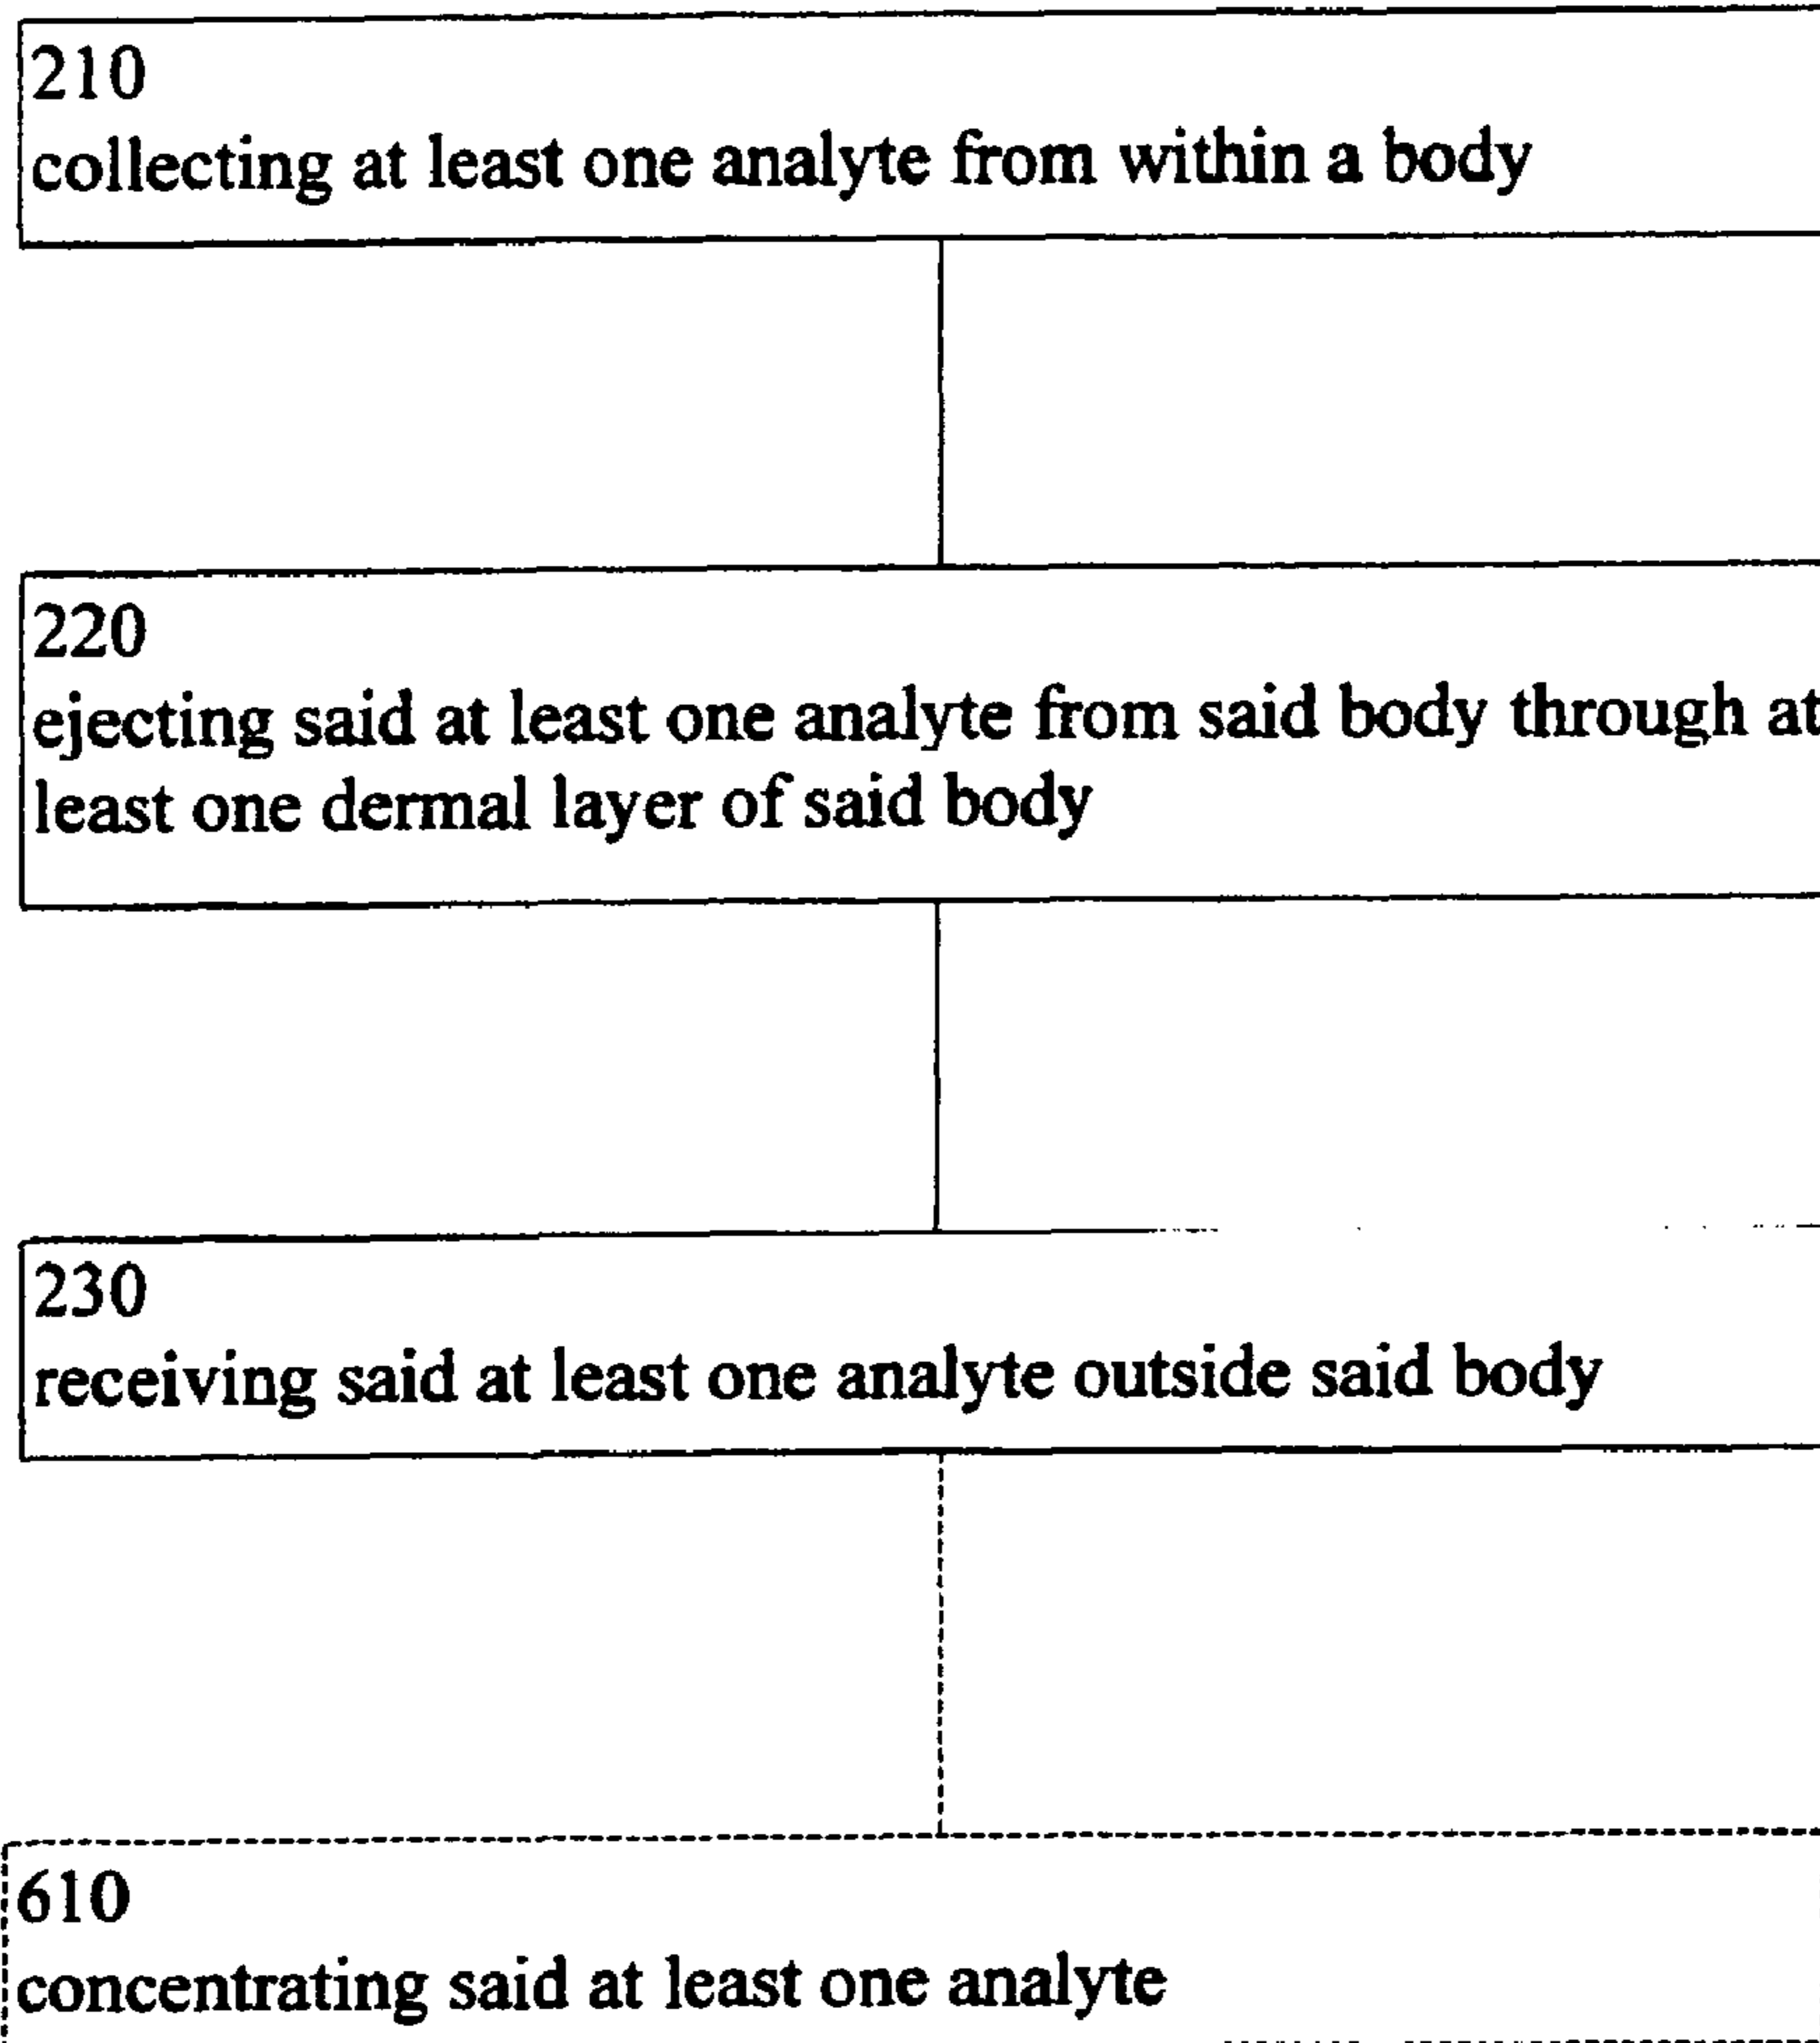 210
collecting at least one analyte from within a body
220
ejecting said at least one analyte from said body through at
least one dermal layer of said body
230
receiving said at least one analyte outside said body
610
concentrating said at least one analyte